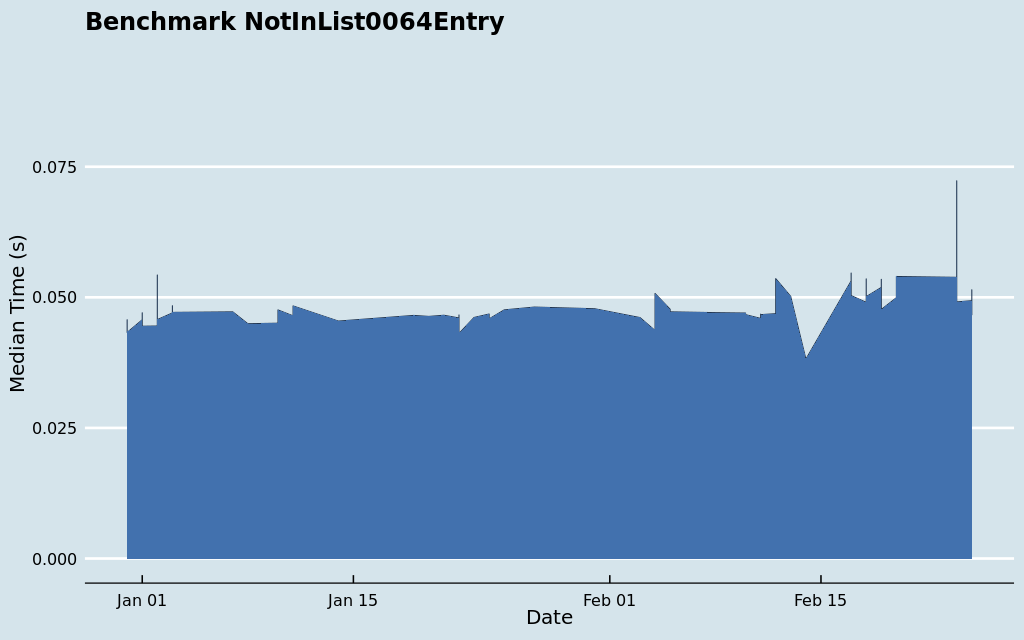 Benchmark NotInList0064Entry
Median Time (s)
0.075
0.050
0.025
0.000
Jan 01
Jan 15
Feb 01
Feb 15
Date